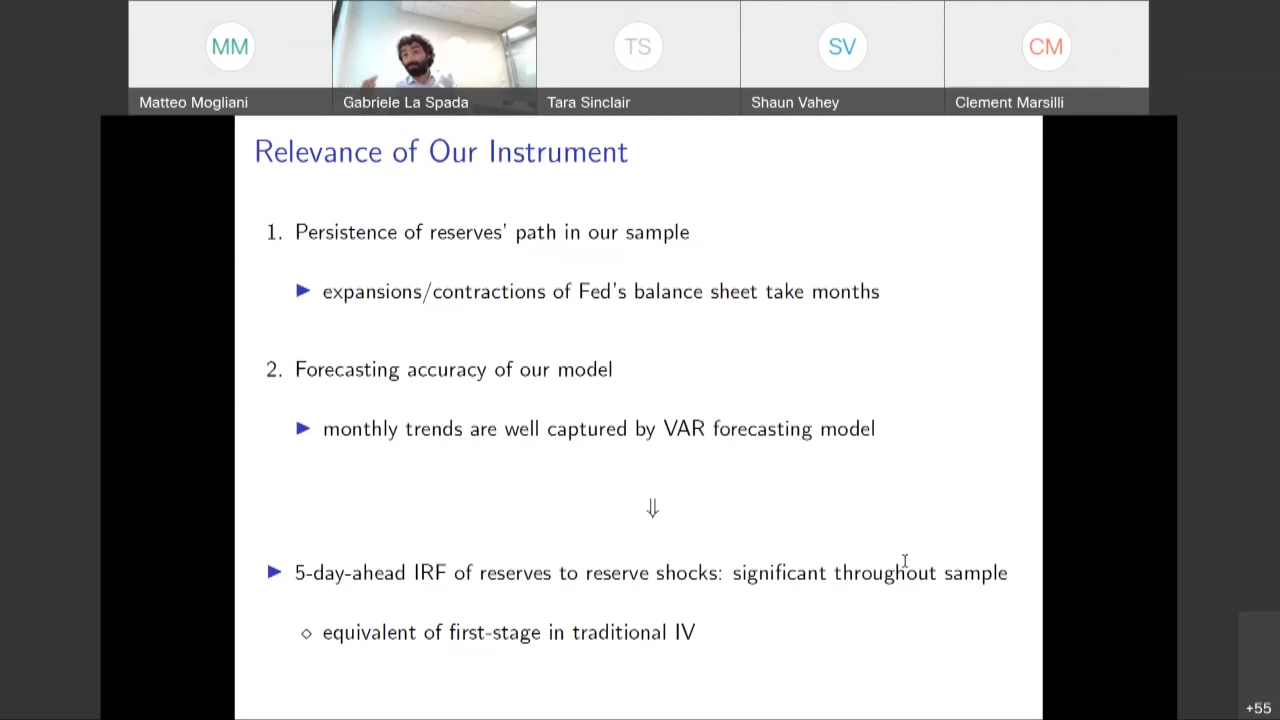 MM
TS
SV
CM
Matteo Mogliani
Gabriele La Spada
Tara Sinclair
Shaun Vahey
Clement Marsilli
Relevance of Our Instrument
1. Persistence of reserves' path in our sample
▶ expansions/contractions of Fed's balance sheet take months
2. Forecasting accuracy of our model
▶ monthly trends are well captured by VAR forecasting model
⇓
▶ 5-day-ahead IRF of reserves to reserve shocks: significant throughout sample
◇ equivalent of first-stage in traditional IV
+55